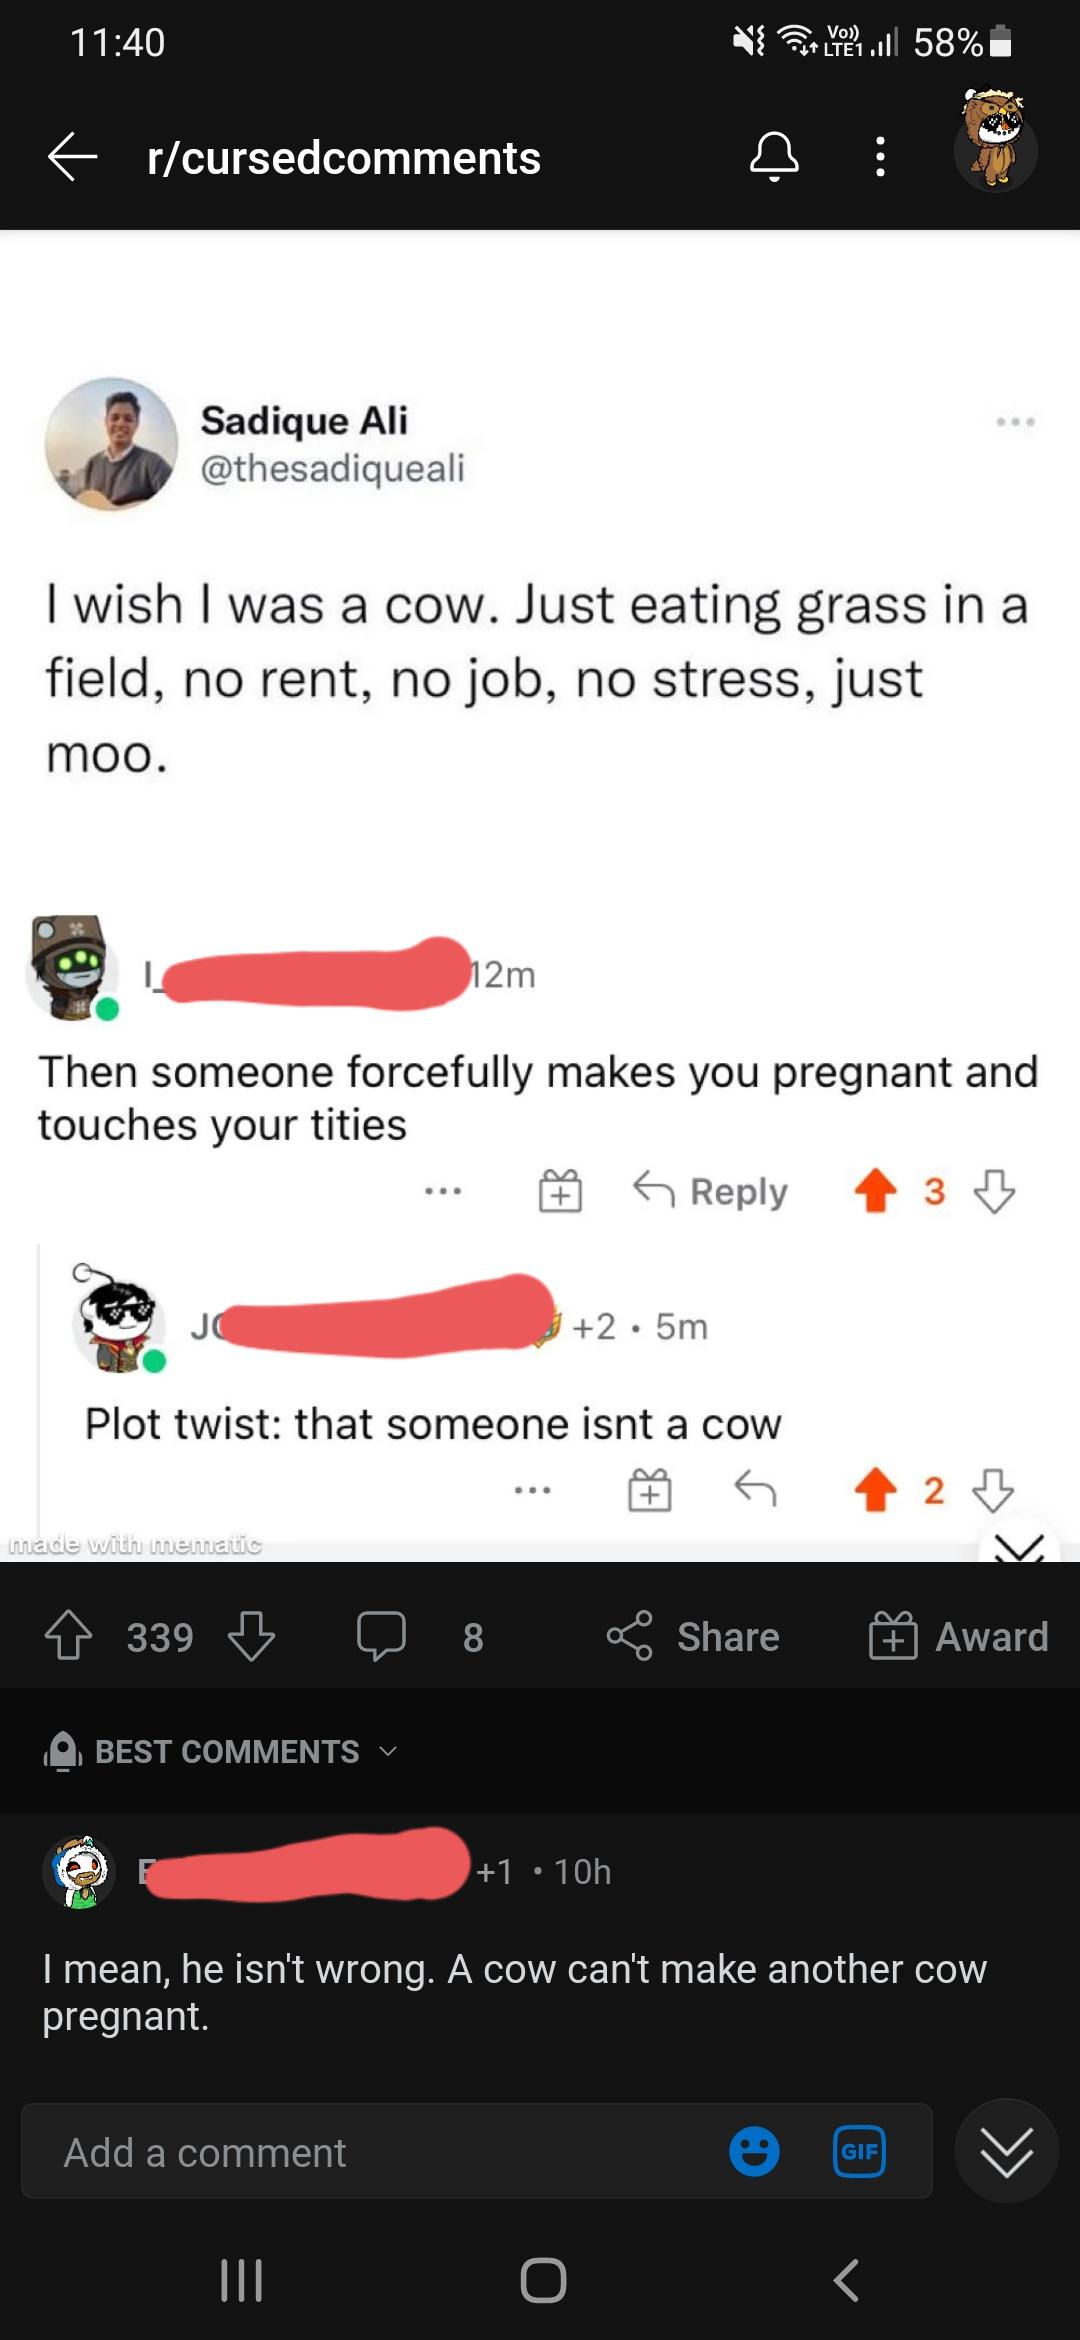 11:40
Vo))
LTE1
58%
r/cursedcomments
Sadique Ali
@thesadiqueali
I wish I was a cow. Just eating grass in a
field, no rent, no job, no stress, just
moo.
I_
12m
Then someone forcefully makes you pregnant and
touches your tities
Reply
3
+2 • 5m
Plot twist: that someone isnt a cow
2
made with mematic
339
8
Share
Award
BEST COMMENTS
+1 • 10h
I mean, he isn't wrong. A cow can't make another cow
pregnant.
Add a comment
GIF